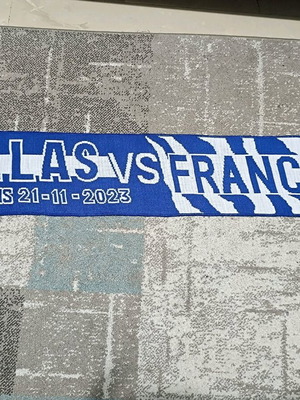 LLAS VS FRANC
NS 21-11-2023